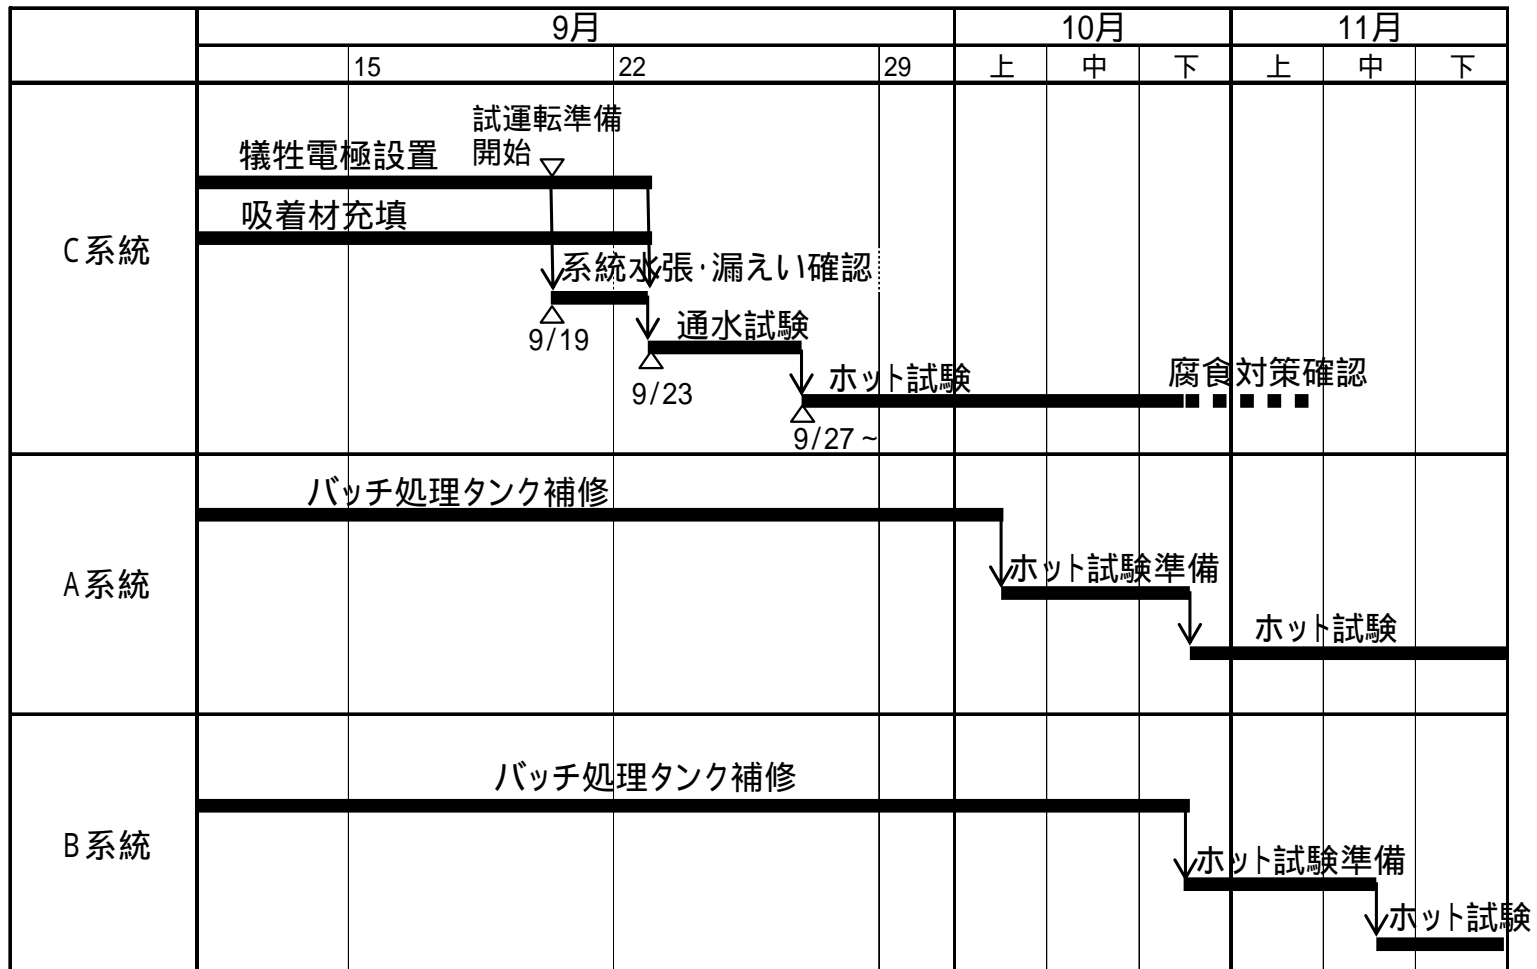 9月 10月 11月
15 22 29 上 中 下 上 中 下
試運転準備
開始
犠牲電極設置
吸着材充填
C系統
系統水張・漏えい確認
9/19
通水試験
9/23
ホット試験
腐食対策確認
9/27~
バッチ処理タンク補修
A系統
ホット試験準備
ホット試験
バッチ処理タンク補修
B系統
ホット試験準備
ホット試験